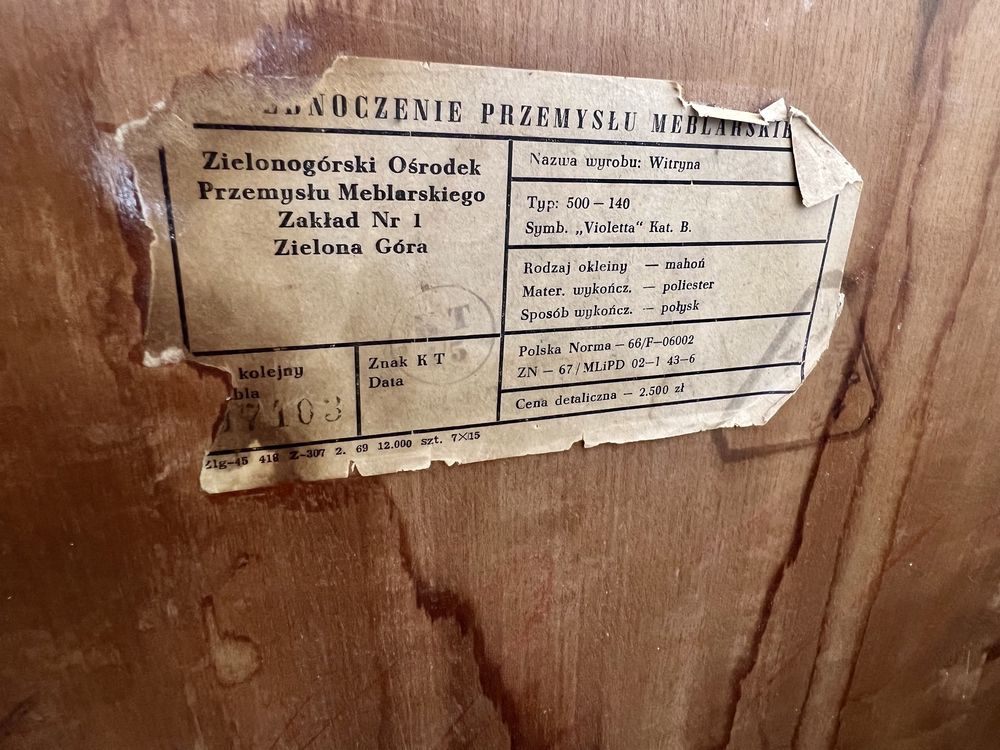 PRZEMYSŁU MEBLARSKIE
Zielonogórski Ośrodek
Przemysłu Meblarskiego
Zakład Nr 1
Zielona Góra
Nazwa wyrobu: Witryna
Typ: 500 — 140
Symb. „Violetta" Kat. B.
Rodzaj okleiny — mahoń
Mater. wykończ. — poliester
Sposób wykończ. — połysk
Polska Norma — 66/F—06002
ZN — 67/MLiPD 02—1 43—6
Cena detaliczna — 2.500 zł
kolejny
Znak K T
Data
Zlg—45 418 Z—307 2. 69 12.000 szt. 7×15